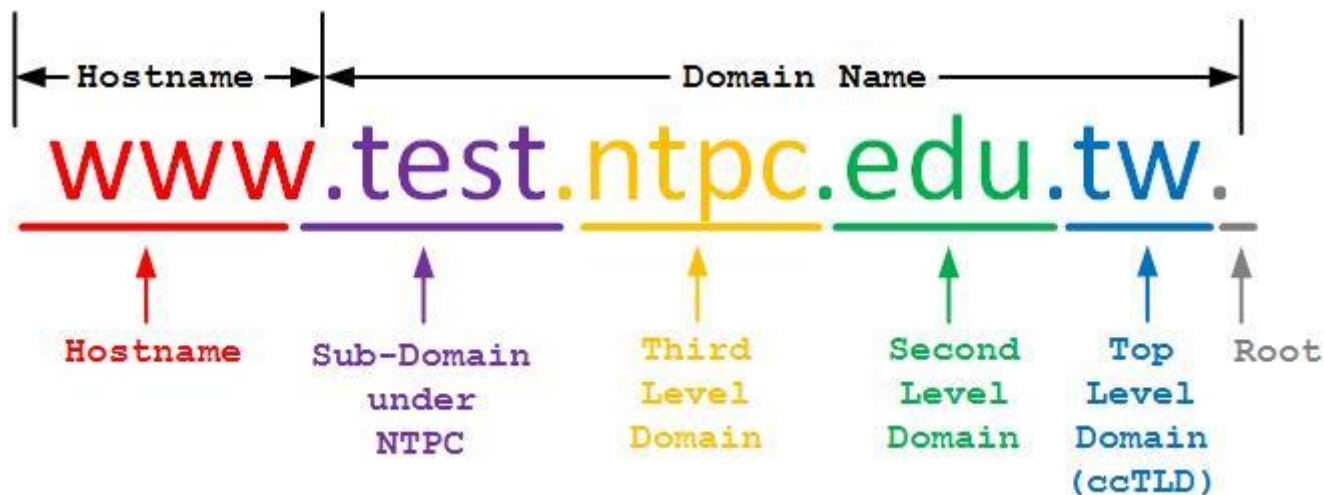 Hostname Domain Name
www.test.ntpc.edu.tw.
Hostname
Sub-Domain
under
NTPC
Third
Level
Domain
Second
Level
Domain
Top
Level
Domain
(ccTLD)
Root